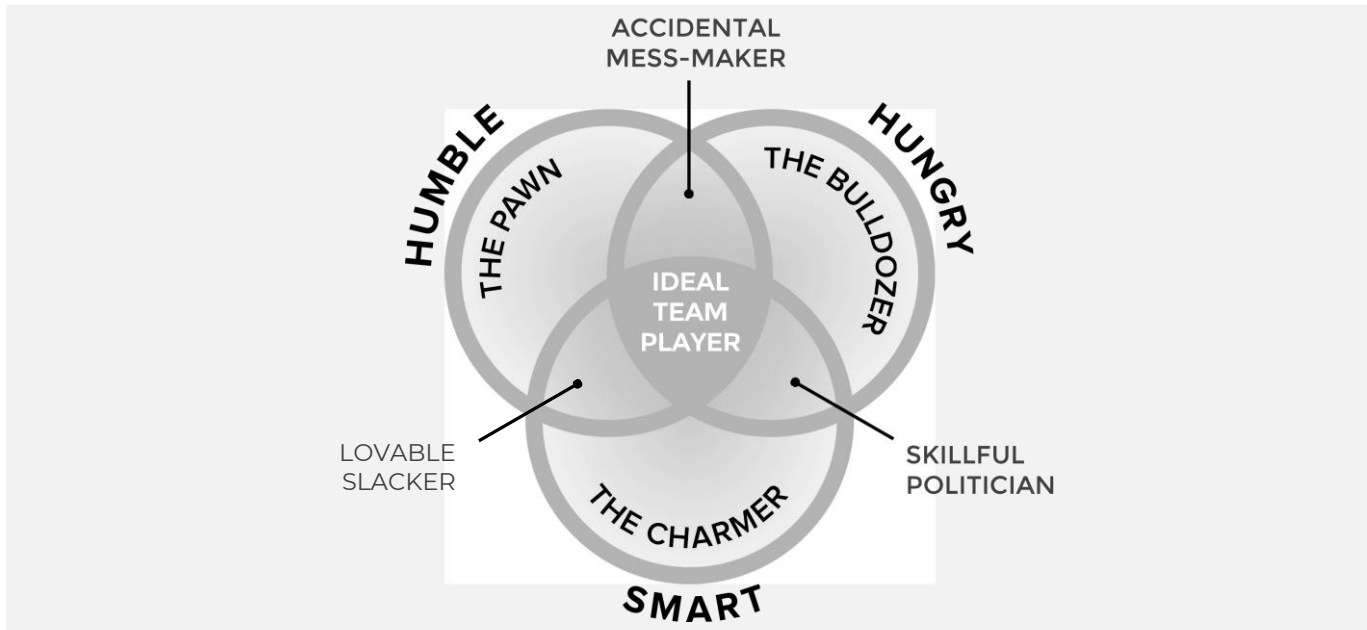 ACCIDENTAL
MESS-MAKER
HUMBLE
HUNGRY
THE PAWN
THE BULLDOZER
IDEAL
TEAM
PLAYER
LOVABLE
SLACKER
SKILLFUL
POLITICIAN
THE CHARMER
SMART